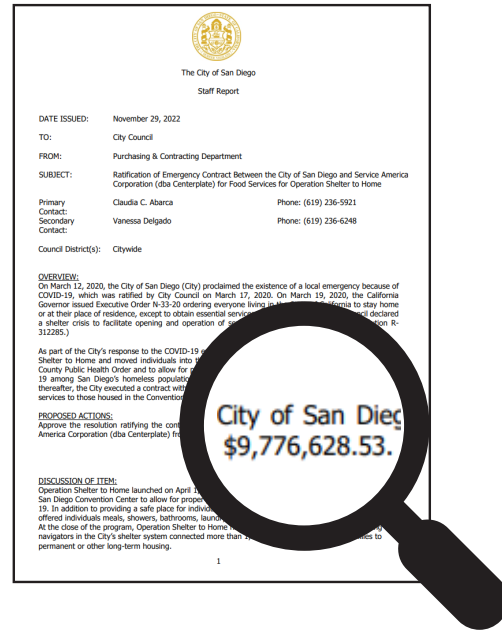 The City of San Diego
Staff Report
DATE ISSUED: November 29, 2022
TO: City Council
FROM: Purchasing & Contracting Department
SUBJECT: Ratification of Emergency Contract Between the City of San Diego and Service America
Corporation (dba Centerplate) for Food Services for Operation Shelter to Home
Primary Claudia C. Abarca Phone: (619) 236-5921
Contact:
Secondary Vanessa Delgado Phone: (619) 236-6248
Contact:
Council District(s): Citywide
OVERVIEW:
On March 12, 2020, the City of San Diego (City) proclaimed the existence of a local emergency because of
COVID-19, which was ratified by City Council on March 17, 2020. On March 19, 2020, the California
Governor issued Executive Order N-33-20 ordering everyone living in to stay home
or at their place of residence, except to obtain essential declared
a shelter crisis to facilitate opening and operation of R-
312285.)
As part of the City's response to the COVID-19
Shelter to Home and moved individuals into
County Public Health Order and to allow for
19 among San Diego's homeless
thereafter, the City executed a contract
services to those housed in the
City of San
$9,776,628.53.
PROPOSED ACTIONS:
Approve the resolution ratifying the
America Corporation (dba Centerplate)
DISCUSSION OF ITEM:
Operation Shelter to Home launched on April
San Diego Convention Center to allow for
19. In addition to providing a safe place for
offered individuals meals, showers, bathrooms,
At the close of the program, Operation Shelter to Home
navigators in the City's shelter system connected more than to
permanent or other long-term housing.
1